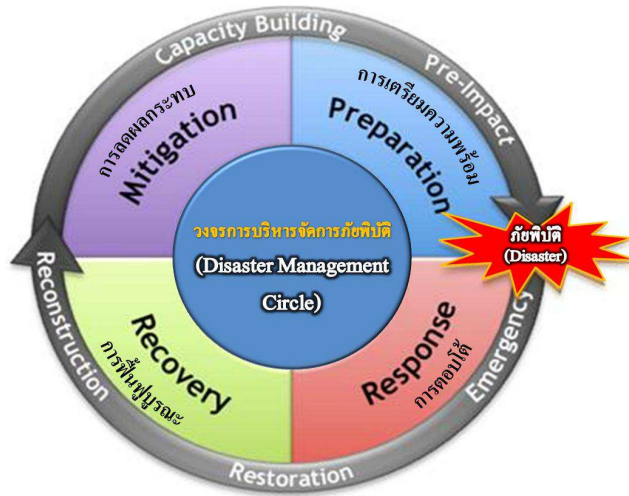 Capacity Building
Pre-Impact
การลดผลกระทบ
Mitigation
การเตรียมความพร้อม
Preparation
วงจรการบริหารจัดการภัยพิบัติ
(Disaster Management
Circle)
ภัยพิบัติ
(Disaster)
Reconstruction
Recovery
การฟื้นฟูบูรณะ
Response
การตอบโต้
Emergency
Restoration